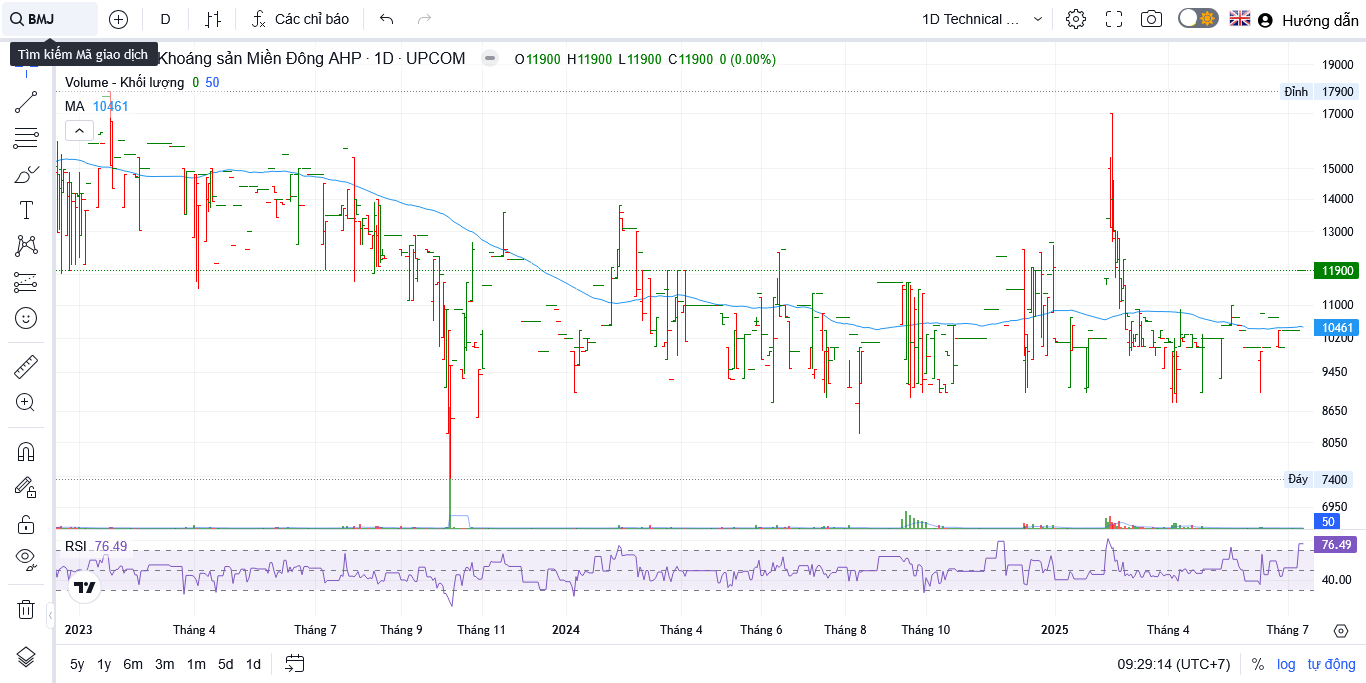 BMJ
D
Các chỉ báo
1D Technical ...
Hướng dẫn
Tìm kiếm Mã giao dịch
Khoáng sản Miền Đông AHP · 1D · UPCOM
O11900 H11900 L11900 C11900 0 (0.00%)
Volume - Khối lượng 0 50
MA 10461
19000
Đỉnh 17900
17000
15000
14000
13000
11900
11000
10461
10200
9450
8650
8050
Đáy 7400
6950
50
RSI 76.49
76.49
40.00
2023 Tháng 4 Tháng 7 Tháng 9 Tháng 11 2024 Tháng 4 Tháng 6 Tháng 8 Tháng 10 2025 Tháng 4 Tháng 7
5y 1y 6m 3m 1m 5d 1d
09:29:14 (UTC+7) % log tự động